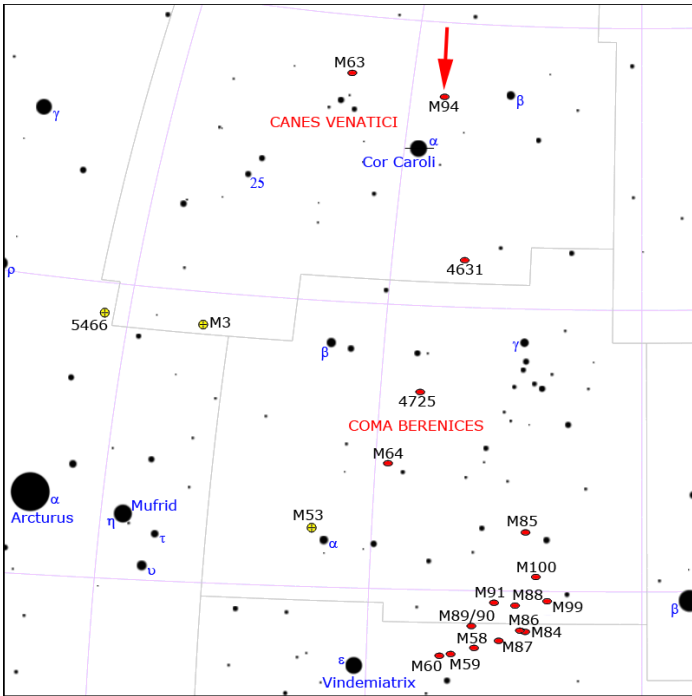 M63
M94
β
γ
CANES VENATICI
α
Cor Caroli
25
ρ
4631
5466
M3
β
γ
4725
COMA BERENICES
M64
α
Arcturus
Mufrid
η
τ
υ
M53
α
M85
M100
M91
M88
M99
β
M89/90
M86
M84
M58
M87
M60
M59
ε
Vindemiatrix